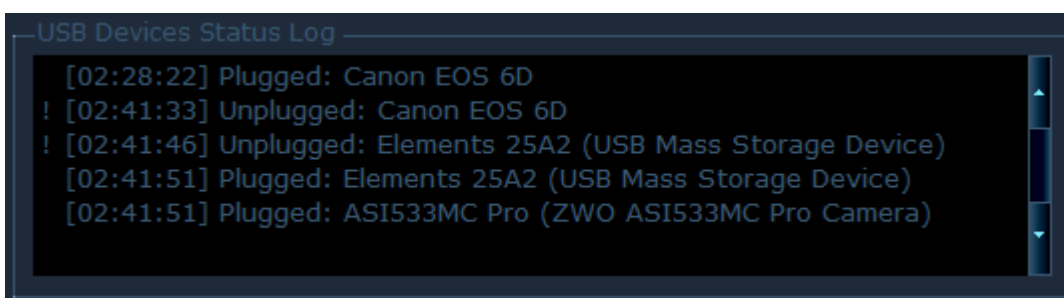 USB Devices Status Log
[02:28:22] Plugged: Canon EOS 6D
! [02:41:33] Unplugged: Canon EOS 6D
! [02:41:46] Unplugged: Elements 25A2 (USB Mass Storage Device)
[02:41:51] Plugged: Elements 25A2 (USB Mass Storage Device)
[02:41:51] Plugged: ASI533MC Pro (ZWO ASI533MC Pro Camera)